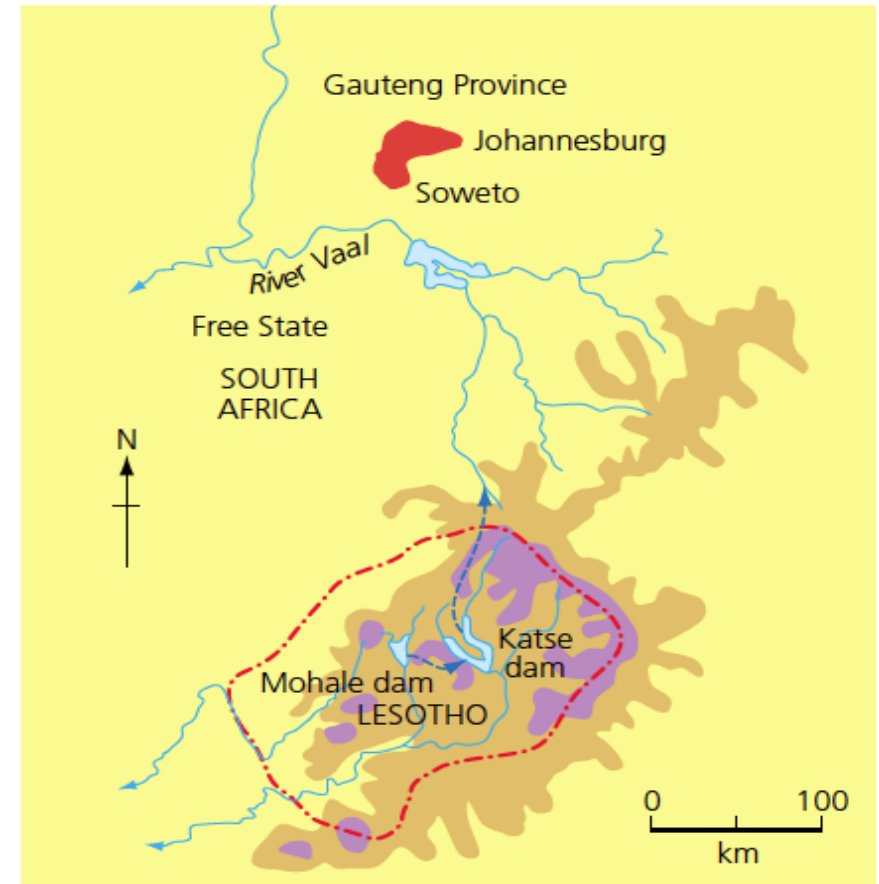 Gauteng Province
Johannesburg
Soweto
River Vaal
Free State
SOUTH
AFRICA
N
Katse
dam
Mohale dam
LESOTHO
0 100
km